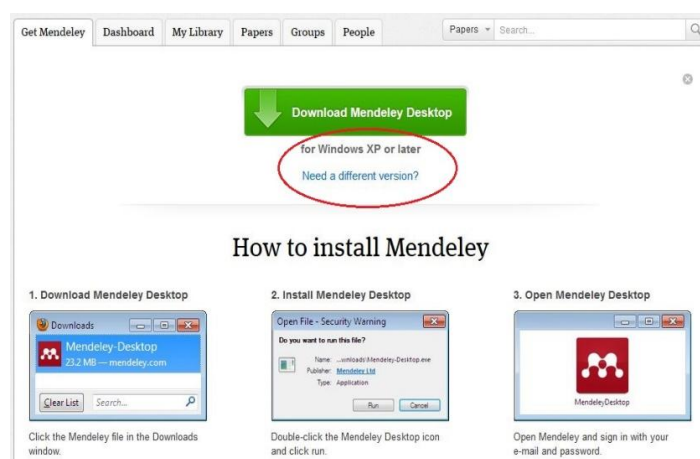 Get Mendeley Dashboard My Library Papers Groups People Papers Search...
Download Mendeley Desktop
for Windows XP or later
Need a different version?
How to install Mendeley
1. Download Mendeley Desktop
Downloads
Mendeley-Desktop
23.2 MB — mendeley.com
Clear List Search...
Click the Mendeley file in the Downloads
window.
2. Install Mendeley Desktop
Open File - Security Warning
Do you want to run this file?
Name: ...wnloads\Mendeley-Desktop.exe
Publisher: Mendeley Ltd
Type: Application
Run Cancel
Double-click the Mendeley Desktop icon
and click run.
3. Open Mendeley Desktop
MendeleyDesktop
Open Mendeley and sign in with your
e-mail and password.